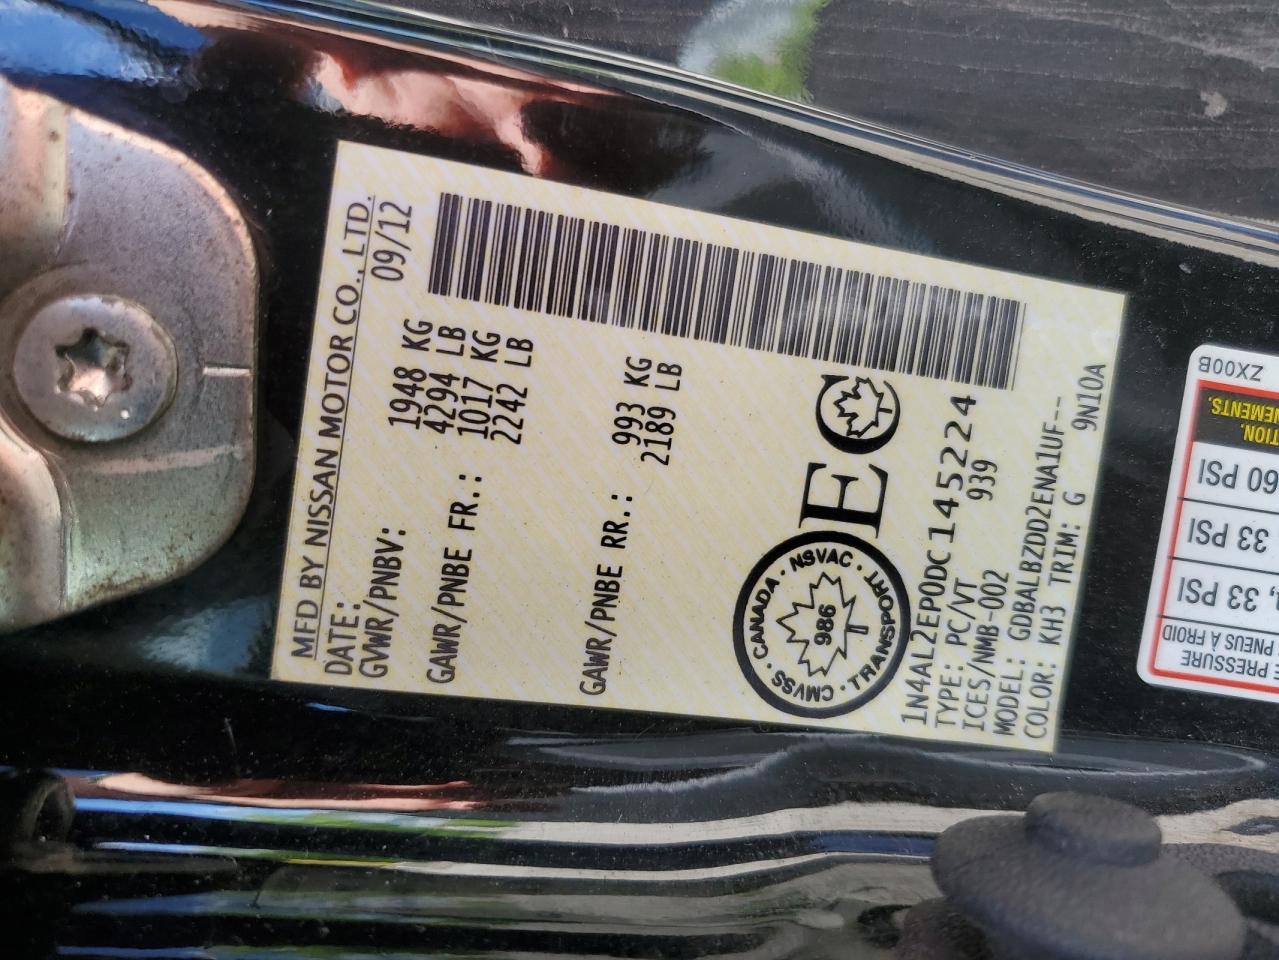 MFD BY NISSAN MOTOR CO., LTD.
DATE: 09/12
GVWR/PNBV: 1948 KG
4294 LB
GAWR/PNBE FR.: 1017 KG
2242 LB
GAWR/PNBE RR.: 993 KG
2189 LB
CANADA · NSVAC · TRANSPORT · CMVSS ·
986
EC
1N4AL2EP0DC145224
TYPE: PC/VT 939
ICES/NMB-002
MODEL: GDBALBZDD2ENA1UF--
COLOR: KH3 TRIM: G 9N10A
PRESSURE
PNEUS À FROID
, 33 PSI
33 PSI
60 PSI
TION.
NEMENTS.
ZX00B